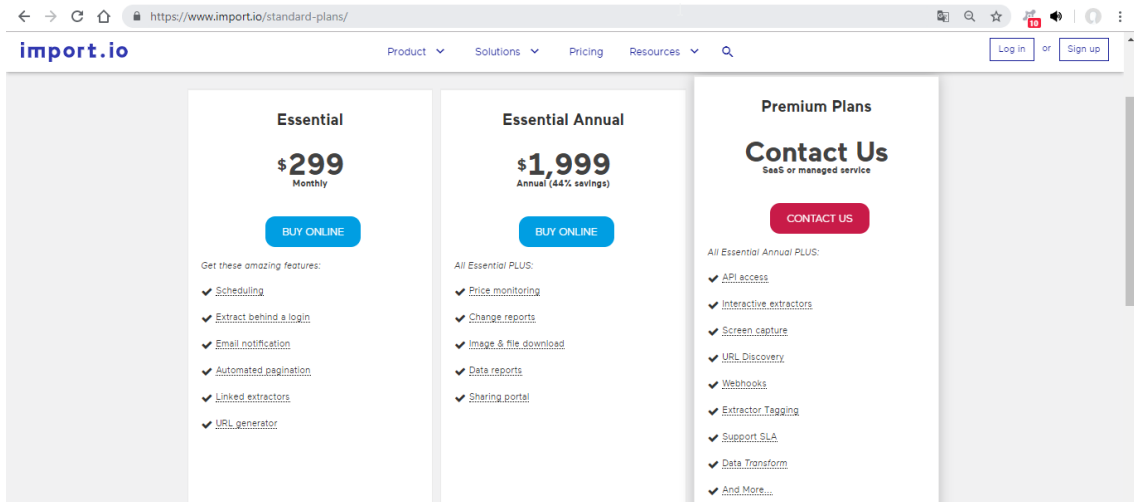 https://www.import.io/standard-plans/
10
import.io
Product
Solutions
Pricing
Resources
Log in
or
Sign up
Essential
$299
Monthly
BUY ONLINE
Get these amazing features:
Scheduling
Extract behind a login
Email notification
Automated pagination
Linked extractors
URL generator
Essential Annual
$1,999
Annual (44% savings)
BUY ONLINE
All Essential PLUS:
Price monitoring
Change reports
Image & file download
Data reports
Sharing portal
Premium Plans
Contact Us
SaaS or managed service
CONTACT US
All Essential Annual PLUS:
API access
Interactive extractors
Screen capture
URL Discovery
Webhooks
Extractor Tagging
Support SLA
Data Transform
And More...